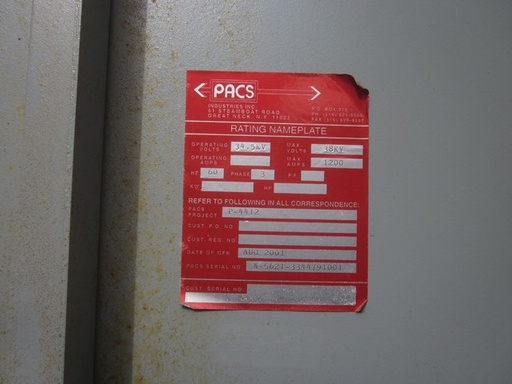 PACS
INDUSTRIES INC.
61 STEAMBOAT ROAD
GREAT NECK, N.Y. 11022
P.O. BOX
RATING NAMEPLATE
OPERATING VOLTS 34.5KV MAX VOLTS 38KV
OPERATING AMPS MAX AMPS 1200
HZ 60 PHASE 3 P.F.
REFER TO FOLLOWING IN ALL CORRESPONDENCE:
PACS PROJECT P-4412
CUST. P.O. NO.
CUST. REQ. NO.
DATE OF MFR. AUG 2001
PACS SERIAL NO.
CUST. SERIAL NO.